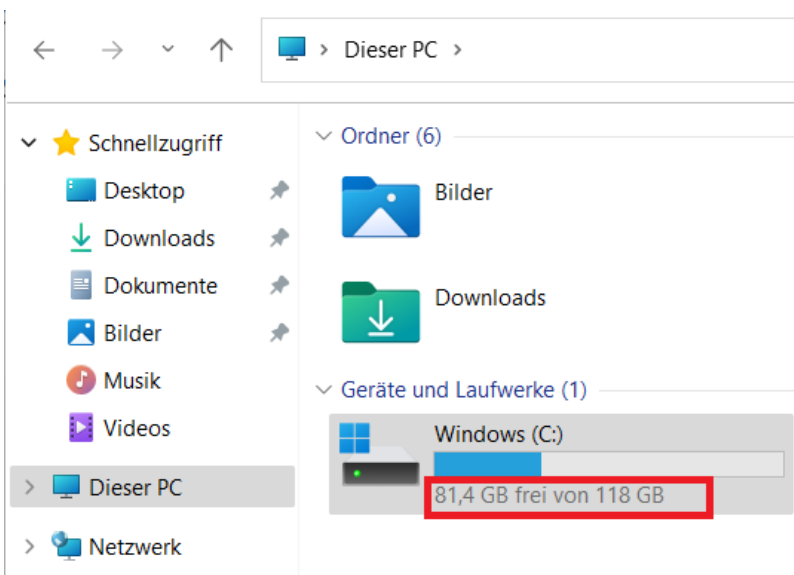 Dieser PC
Schnellzugriff
Desktop
Downloads
Dokumente
Bilder
Musik
Videos
Dieser PC
Netzwerk
Ordner (6)
Bilder
Downloads
Geräte und Laufwerke (1)
Windows (C:)
81,4 GB frei von 118 GB